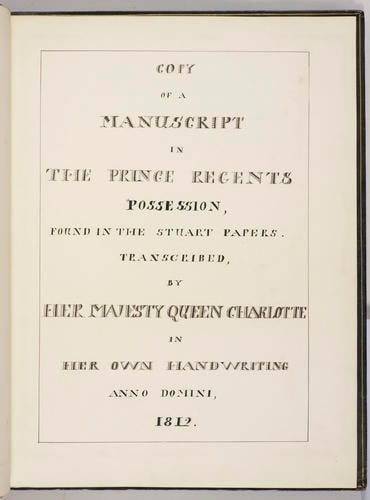 COPY
OF A
MANUSCRIPT
IN
THE PRINCE REGENTS
POSSESSION,
FOUND IN THE STUART PAPERS.
TRANSCRIBED,
BY
HER MAJESTY QUEEN CHARLOTTE
IN
HER OWN HANDWRITING
ANNO DOMINI,
1812.